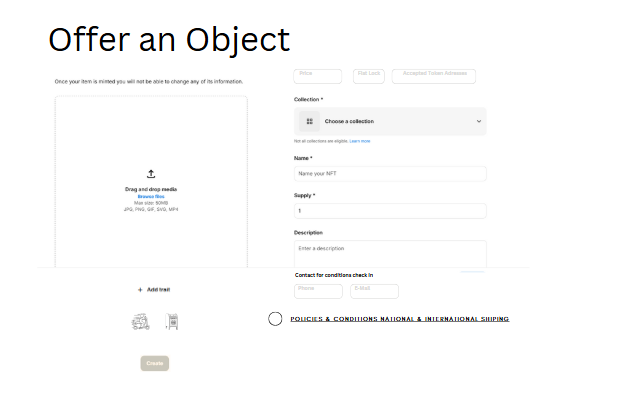 Offer an Object
Once your item is minted you will not be able to change any of its information.
Price
Flat Lock
Accepted Token Adresses
Collection *
Choose a collection
Not all collections are eligible. Learn more
Name *
Name your NFT
Supply *
1
Description
Enter a description
Drag and drop media
Browse files
Max size: 50MB
JPG, PNG, GIF, SVG, MP4
Contact for conditions check in
Phone
E-Mail
+ Add trait
POLICIES & CONDITIONS NATIONAL & INTERNATIONAL SHIPING
Create